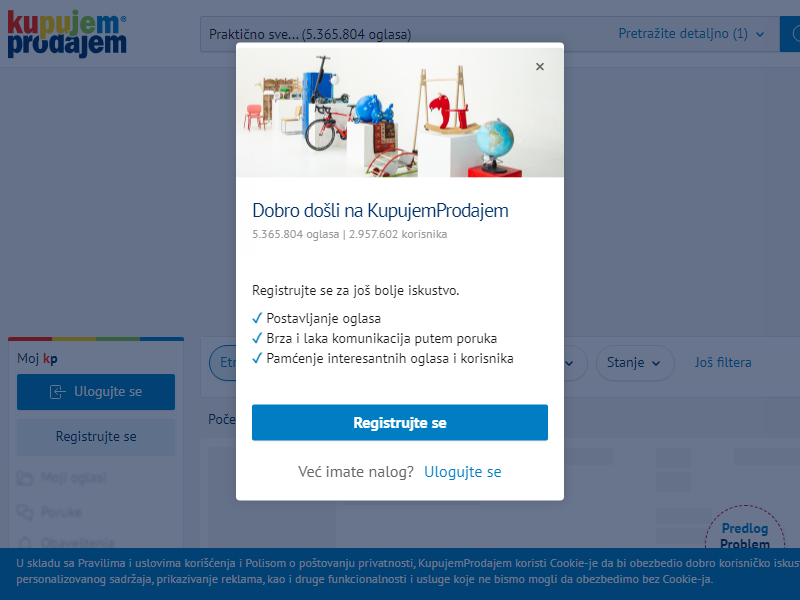 kupujem
prodajem
Praktično sve... (5.365.804 oglasa)
Pretražite detaljno (1)
Dobro došli na KupujemProdajem
5.365.804 oglasa | 2.957.602 korisnika
Registrujte se za još bolje iskustvo.
✓ Postavljanje oglasa
✓ Brza i laka komunikacija putem poruka
✓ Pamćenje interesantnih oglasa i korisnika
Registrujte se
Već imate nalog? Ulogujte se
Moj kp
Ulogujte se
Registrujte se
Moji oglasi
Poruke
Obaveštenja
Stanje
Još filtera
Predlog
Problem
U skladu sa Pravilima i uslovima korišćenja i Polisom o poštovanju privatnosti, KupujemProdajem koristi Cookie-je da bi obezbedio dobro korisničko
personalizovanog sadržaja, prikazivanje reklama, kao i druge funkcionalnosti i usluge koje ne bismo mogli da obezbedimo bez Cookie-ja.